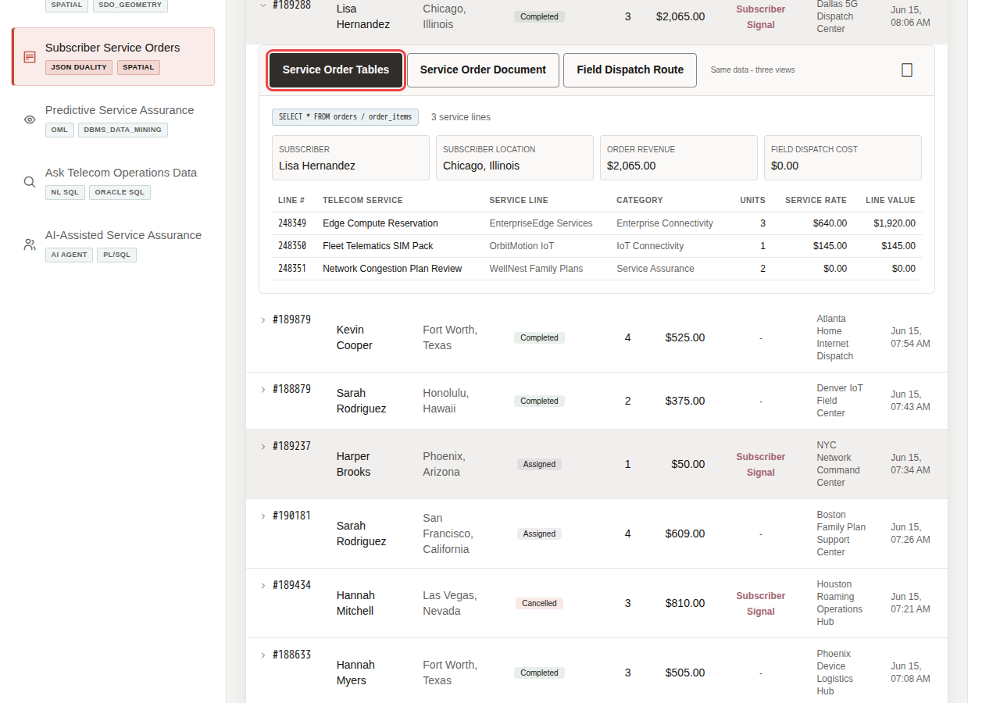 SPATIAL SDO_GEOMETRY
Subscriber Service Orders
JSON DUALITY SPATIAL
Predictive Service Assurance
OML DBMS_DATA_MINING
Ask Telecom Operations Data
NL SQL ORACLE SQL
AI-Assisted Service Assurance
AI AGENT PL/SQL
#189288
Lisa
Hernandez
Chicago,
Illinois
Completed
3
$2,065.00
Subscriber
Signal
Dallas 5G
Dispatch
Center
Jun 15,
08:06 AM
Service Order Tables
Service Order Document
Field Dispatch Route
Same data - three views
SELECT * FROM orders / order_items
3 service lines
SUBSCRIBER
Lisa Hernandez
SUBSCRIBER LOCATION
Chicago, Illinois
ORDER REVENUE
$2,065.00
FIELD DISPATCH COST
$0.00
LINE # TELECOM SERVICE SERVICE LINE CATEGORY UNITS SERVICE RATE LINE VALUE
248349 Edge Compute Reservation EnterpriseEdge Services Enterprise Connectivity 3 $640.00 $1,920.00
248350 Fleet Telematics SIM Pack OrbitMotion IoT IoT Connectivity 1 $145.00 $145.00
248351 Network Congestion Plan Review WellNest Family Plans Service Assurance 2 $0.00 $0.00
#189879
Kevin
Cooper
Fort Worth,
Texas
Completed
4
$525.00
-
Atlanta
Home
Internet
Dispatch
Jun 15,
07:54 AM
#188879
Sarah
Rodriguez
Honolulu,
Hawaii
Completed
2
$375.00
-
Denver IoT
Field
Center
Jun 15,
07:43 AM
#189237
Harper
Brooks
Phoenix,
Arizona
Assigned
1
$50.00
Subscriber
Signal
NYC
Network
Command
Center
Jun 15,
07:34 AM
#190181
Sarah
Rodriguez
San
Francisco,
California
Assigned
4
$609.00
-
Boston
Family Plan
Support
Center
Jun 15,
07:26 AM
#189434
Hannah
Mitchell
Las Vegas,
Nevada
Cancelled
3
$810.00
Subscriber
Signal
Houston
Roaming
Operations
Hub
Jun 15,
07:21 AM
#188633
Hannah
Myers
Fort Worth,
Texas
Completed
3
$505.00
-
Phoenix
Device
Logistics
Hub
Jun 15,
07:08 AM